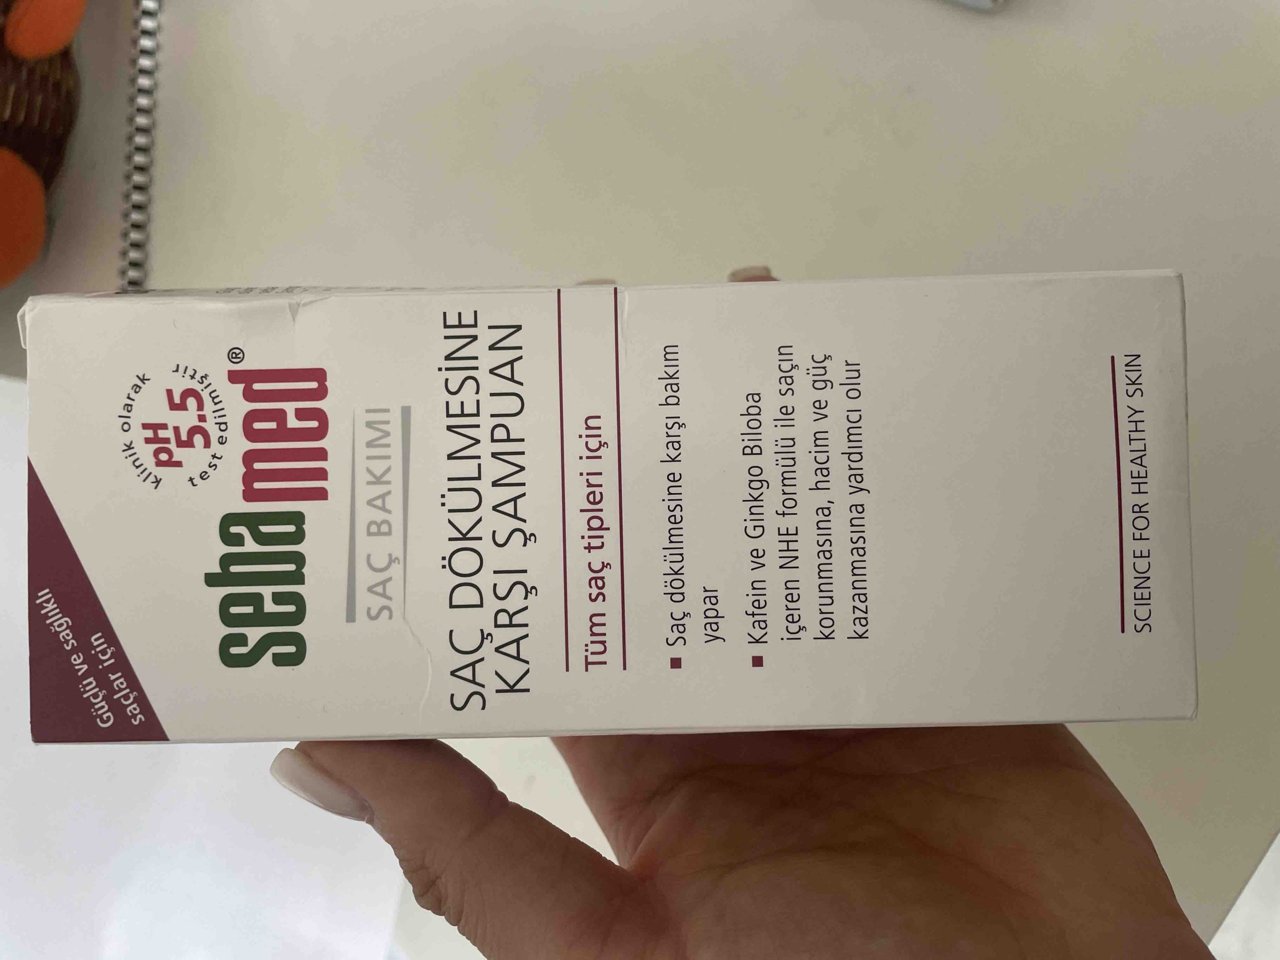 Güçlü ve sağlıklı
saçlar için
klinik olarak
pH
5.5
test edilmiştir
sebamed®
SAÇ BAKIMI
SAÇ DÖKÜLMESİNE
KARŞI ŞAMPUAN
Tüm saç tipleri için
▪ Saç dökülmesine karşı bakım
yapar
▪ Kafein ve Ginkgo Biloba
içeren NHE formülü ile saçın
korunmasına, hacim ve güç
kazanmasına yardımcı olur
SCIENCE FOR HEALTHY SKIN